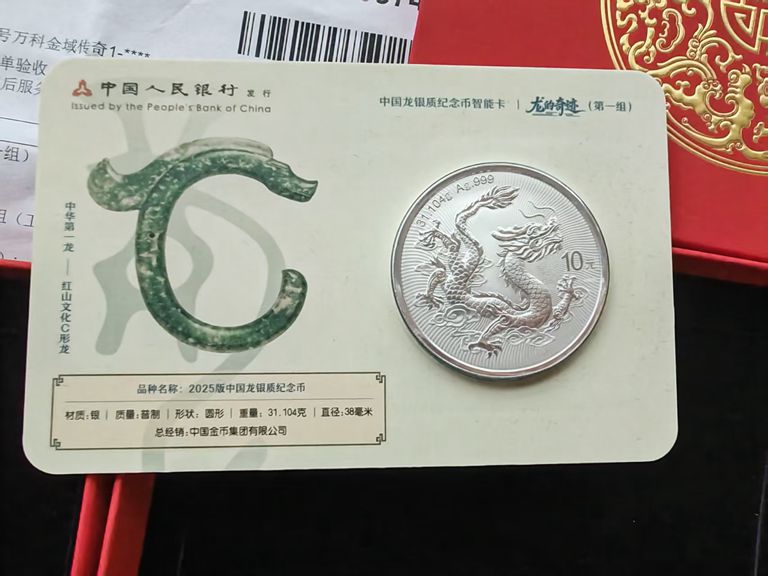 号万科金域传奇1-****
单验收
后服务
组）
中国人民银行 发行
Issued by the People's Bank of China
中国龙银质纪念币智能卡 | 龙的奇迹（第一组）
中华第一龙 —— 红山文化C形龙
31.104g Ag.999
10元
品种名称：2025版中国龙银质纪念币
材质：银 | 质量：普制 | 形状：圆形 | 重量：31.104克 | 直径：38毫米
总经销：中国金币集团有限公司